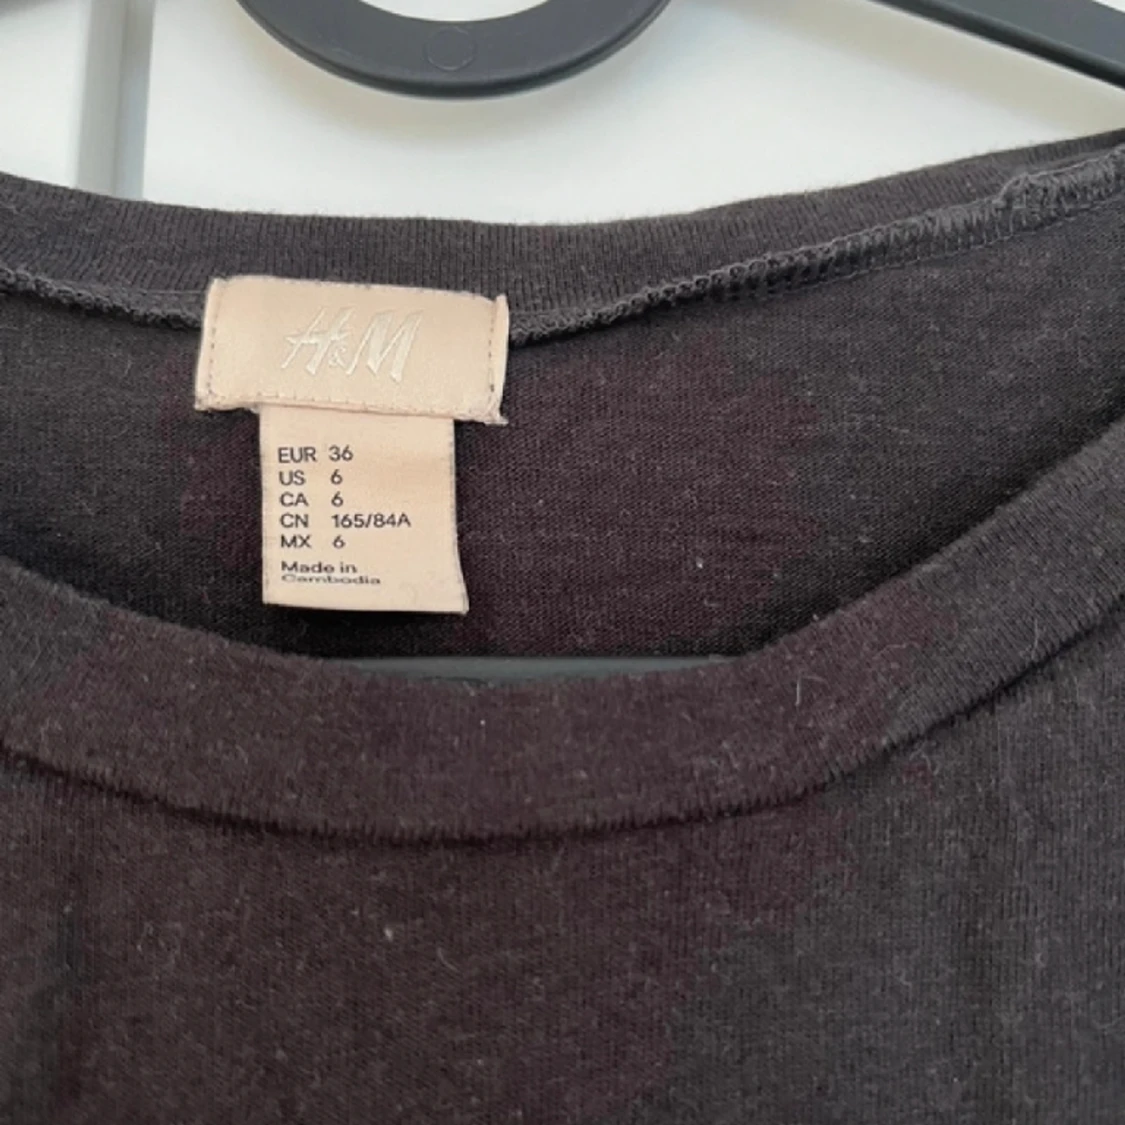 H&M
EUR 36
US 6
CA 6
CN 165/84A
MX 6
Made in
Cambodia